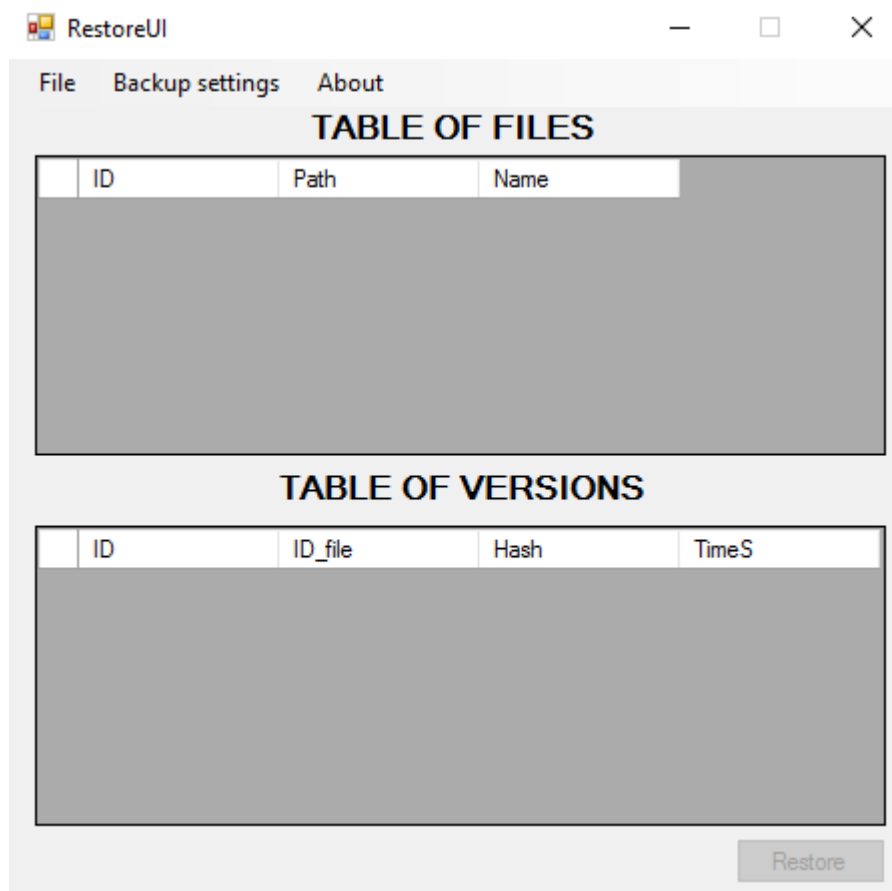 RestoreUI
File Backup settings About
TABLE OF FILES
ID Path Name
TABLE OF VERSIONS
ID ID_file Hash TimeS
Restore